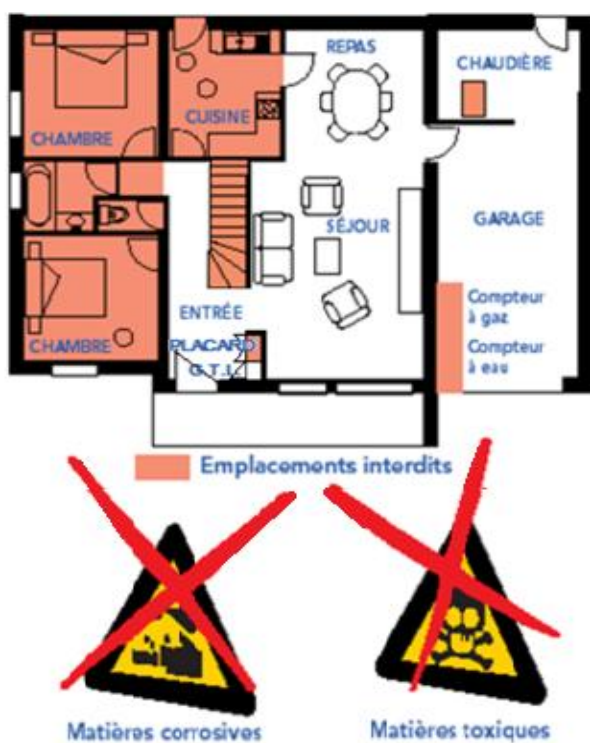 REPAS
CHAUDIÈRE
CUISINE
CHAMBRE
SÉJOUR
GARAGE
ENTRÉE
Compteur
à gaz
CHAMBRE
PLACARD
G.T.L.
Compteur
à eau
Emplacements interdits
Matières corrosives
Matières toxiques